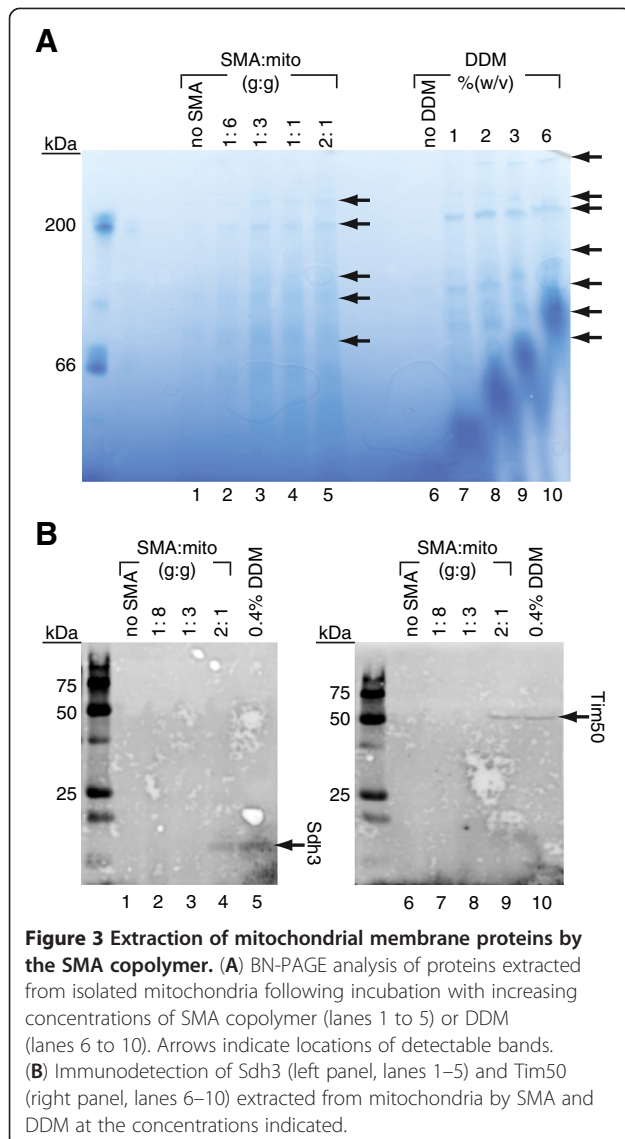 A
SMA:mito
(g:g)
DDM
%(w/v)
no SMA
1:6
1:3
1:1
2:1
no DDM
1
2
3
6
kDa
200
66
1 2 3 4 5 6 7 8 9 10
B
SMA:mito
(g:g)
no SMA
1:8
1:3
2:1
0.4% DDM
kDa
75
50
25
Sdh3
1 2 3 4 5
SMA:mito
(g:g)
no SMA
1:8
1:3
2:1
0.4% DDM
kDa
75
50
25
Tim50
6 7 8 9 10
Figure 3 Extraction of mitochondrial membrane proteins by
the SMA copolymer. (A) BN-PAGE analysis of proteins extracted
from isolated mitochondria following incubation with increasing
concentrations of SMA copolymer (lanes 1 to 5) or DDM
(lanes 6 to 10). Arrows indicate locations of detectable bands.
(B) Immunodetection of Sdh3 (left panel, lanes 1–5) and Tim50
(right panel, lanes 6–10) extracted from mitochondria by SMA and
DDM at the concentrations indicated.